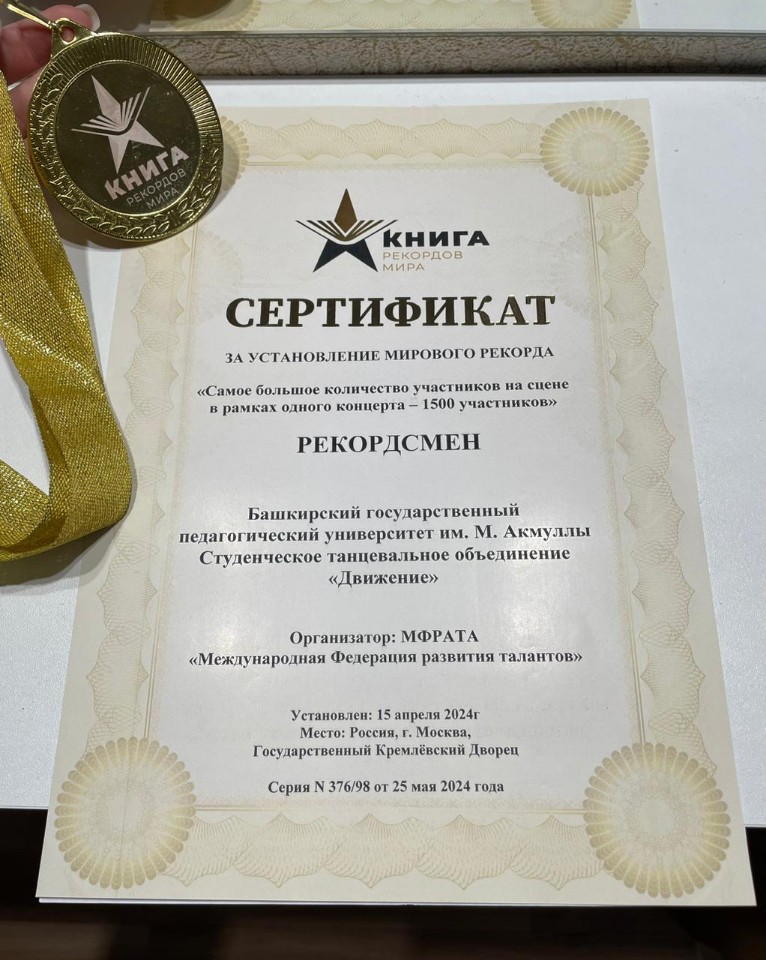 КНИГА
РЕКОРДОВ
МИРА
КНИГА
РЕКОРДОВ
МИРА
СЕРТИФИКАТ
ЗА УСТАНОВЛЕНИЕ МИРОВОГО РЕКОРДА
«Самое большое количество участников на сцене
в рамках одного концерта – 1500 участников»
РЕКОРДСМЕН
Башкирский государственный
педагогический университет им. М. Акмуллы
Студенческое танцевальное объединение
«Движение»
Организатор: МФРАТА
«Международная Федерация развития талантов»
Установлен: 15 апреля 2024г
Место: Россия, г. Москва,
Государственный Кремлёвский Дворец
Серия N 376/98 от 25 мая 2024 года